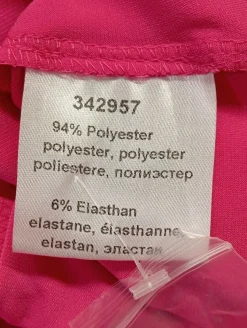 342957
94% Polyester
polyester, polyester
poliestere, полиэстер
6% Elasthan
elastane, élasthanne
elastan, эластан